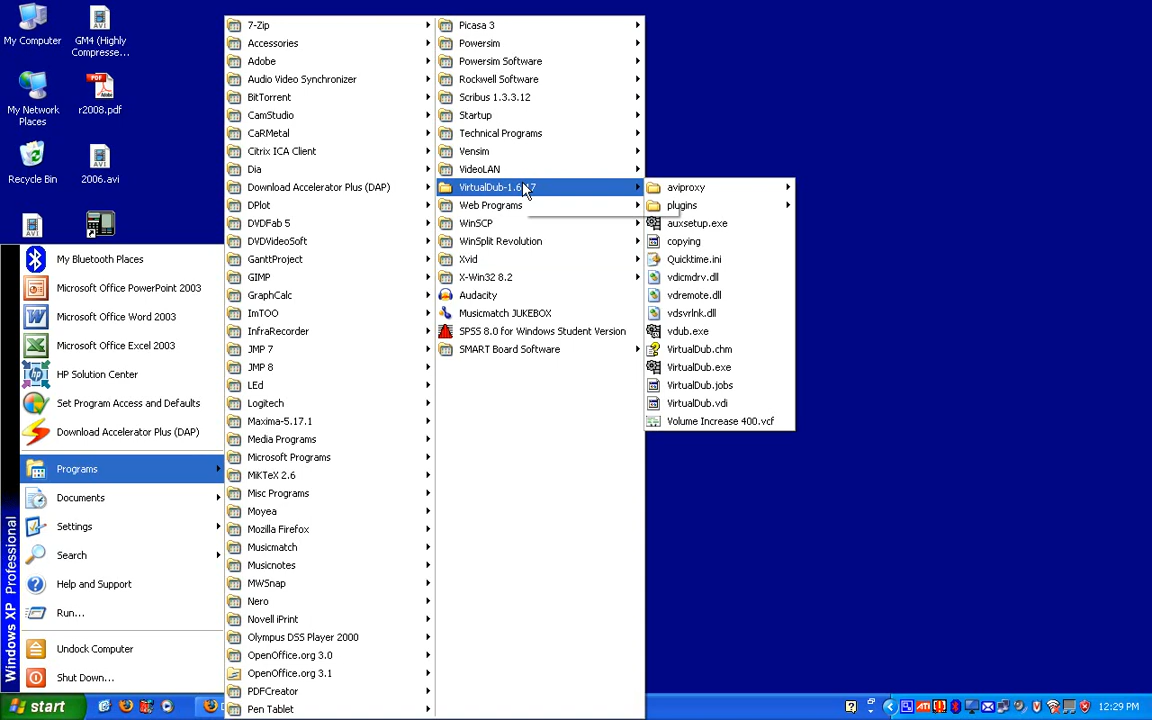 My Computer
GM4 (Highly
Compresse...
My Network
Places
r2008.pdf
Recycle Bin
2006.avi
My Bluetooth Places
Microsoft Office PowerPoint 2003
Microsoft Office Word 2003
Microsoft Office Excel 2003
HP Solution Center
Set Program Access and Defaults
Download Accelerator Plus (DAP)
Programs
Documents
Settings
Search
Help and Support
Run...
Undock Computer
Shut Down...
Windows XP Professional
start
7-Zip
Accessories
Adobe
Audio Video Synchronizer
BitTorrent
CamStudio
CaRMetal
Citrix ICA Client
Dia
Download Accelerator Plus (DAP)
DPlot
DVDFab 5
DVDVideoSoft
GanttProject
GIMP
GraphCalc
ImTOO
InfraRecorder
JMP 7
JMP 8
LEd
Logitech
Maxima-5.17.1
Media Programs
Microsoft Programs
MiKTeX 2.6
Misc Programs
Moyea
Mozilla Firefox
Musicmatch
Musicnotes
MWSnap
Nero
Novell iPrint
Olympus DSS Player 2000
OpenOffice.org 3.0
OpenOffice.org 3.1
PDFCreator
Pen Tablet
Picasa 3
Powersim
Powersim Software
Rockwell Software
Scribus 1.3.3.12
Startup
Technical Programs
Vensim
VideoLAN
VirtualDub-1.6.17
Web Programs
WinSCP
WinSplit Revolution
Xvid
X-Win32 8.2
Audacity
Musicmatch JUKEBOX
SPSS 8.0 for Windows Student Version
SMART Board Software
aviproxy
plugins
auxsetup.exe
copying
Quicktime.ini
vdicmdrv.dll
vdremote.dll
vdsvrlnk.dll
vdub.exe
VirtualDub.chm
VirtualDub.exe
VirtualDub.jobs
VirtualDub.vdi
Volume Increase 400.vcf
12:29 PM